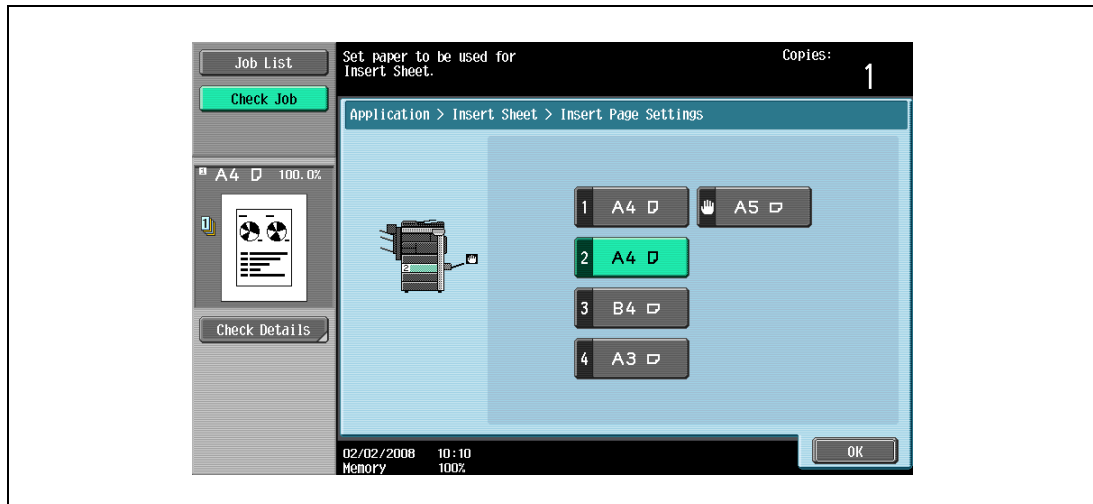 Job List
Check Job
Set paper to be used for
Insert Sheet.
Copies:
1
Application > Insert Sheet > Insert Page Settings
A4 100.0%
1
1 A4
A5
2 A4
2
3 B4
4 A3
Check Details
02/02/2008 10:10
Memory 100%
OK